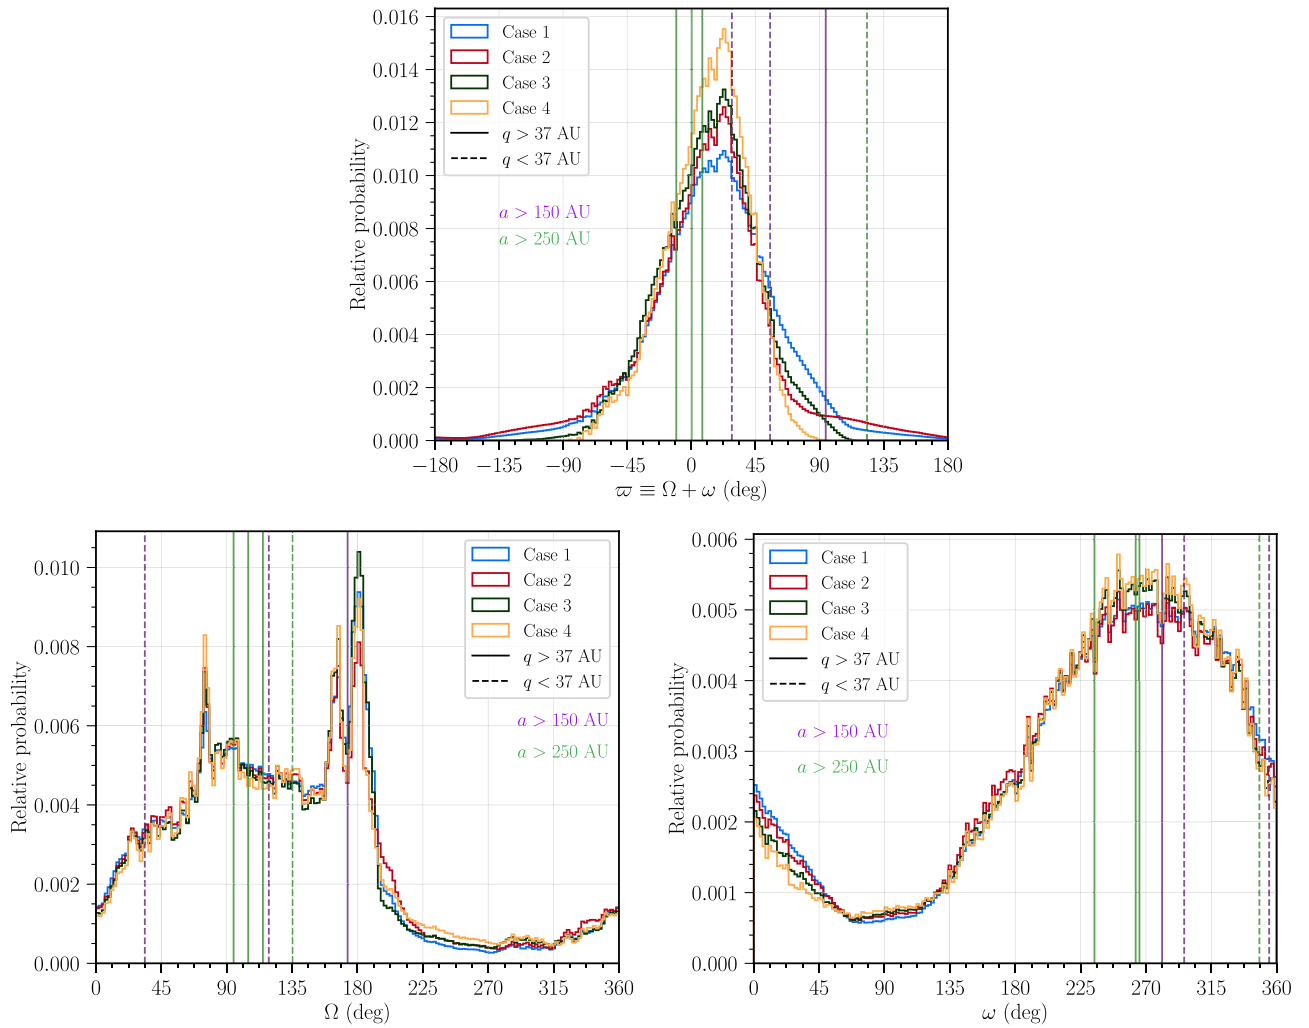 0.016
0.014
0.012
0.010
0.008
0.006
0.004
0.002
0.000
Relative probability
Case 1
Case 2
Case 3
Case 4
q > 37 AU
q < 37 AU
a > 150 AU
a > 250 AU
−180 −135 −90 −45 0 45 90 135 180
ϖ ≡ Ω + ω (deg)
0.010
0.008
0.006
0.004
0.002
0.000
Relative probability
Case 1
Case 2
Case 3
Case 4
q > 37 AU
q < 37 AU
a > 150 AU
a > 250 AU
0 45 90 135 180 225 270 315 360
Ω (deg)
0.006
0.005
0.004
0.003
0.002
0.001
0.000
Relative probability
Case 1
Case 2
Case 3
Case 4
q > 37 AU
q < 37 AU
a > 150 AU
a > 250 AU
0 45 90 135 180 225 270 315 360
ω (deg)